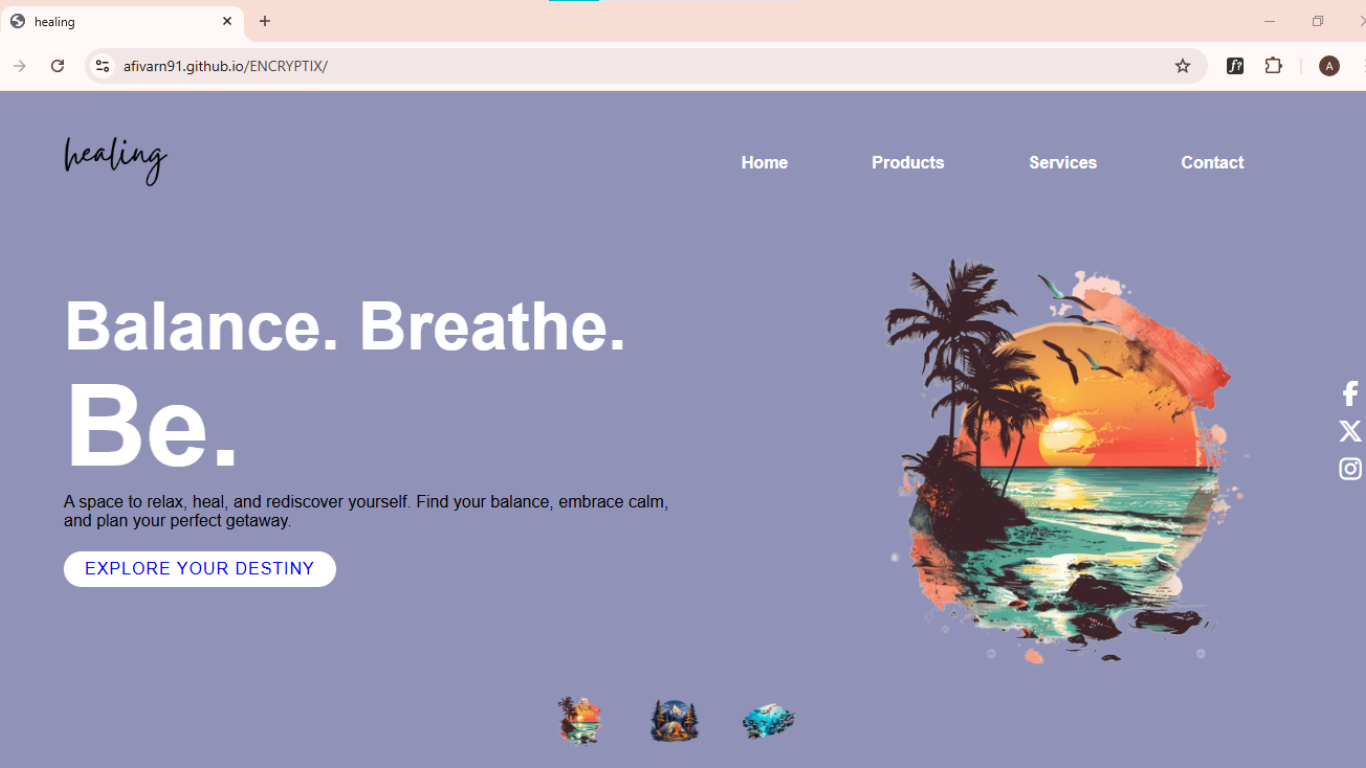 healing
afivarn91.github.io/ENCRYPTIX/
f?
A
healing
Home Products Services Contact
Balance. Breathe.
Be.
A space to relax, heal, and rediscover yourself. Find your balance, embrace calm,
and plan your perfect getaway.
EXPLORE YOUR DESTINY